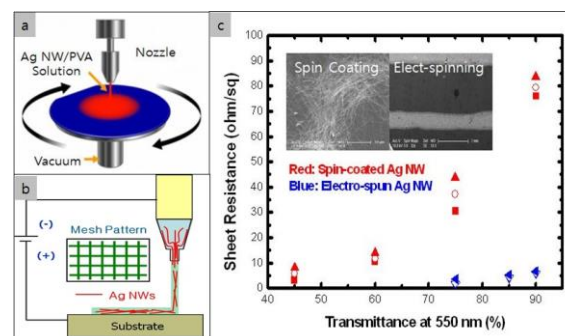 a
Ag NW/PVA
Solution
Nozzle
Vacuum
b
(-)
(+)
Mesh Pattern
Ag NWs
Substrate
c
Sheet Resistance (ohm/sq)
100
90
80
70
60
50
40
30
20
10
0
Spin Coating
Elect-spinning
Red: Spin-coated Ag NW
Blue: Electro-spun Ag NW
40 50 60 70 80 90 100
Transmittance at 550 nm (%)